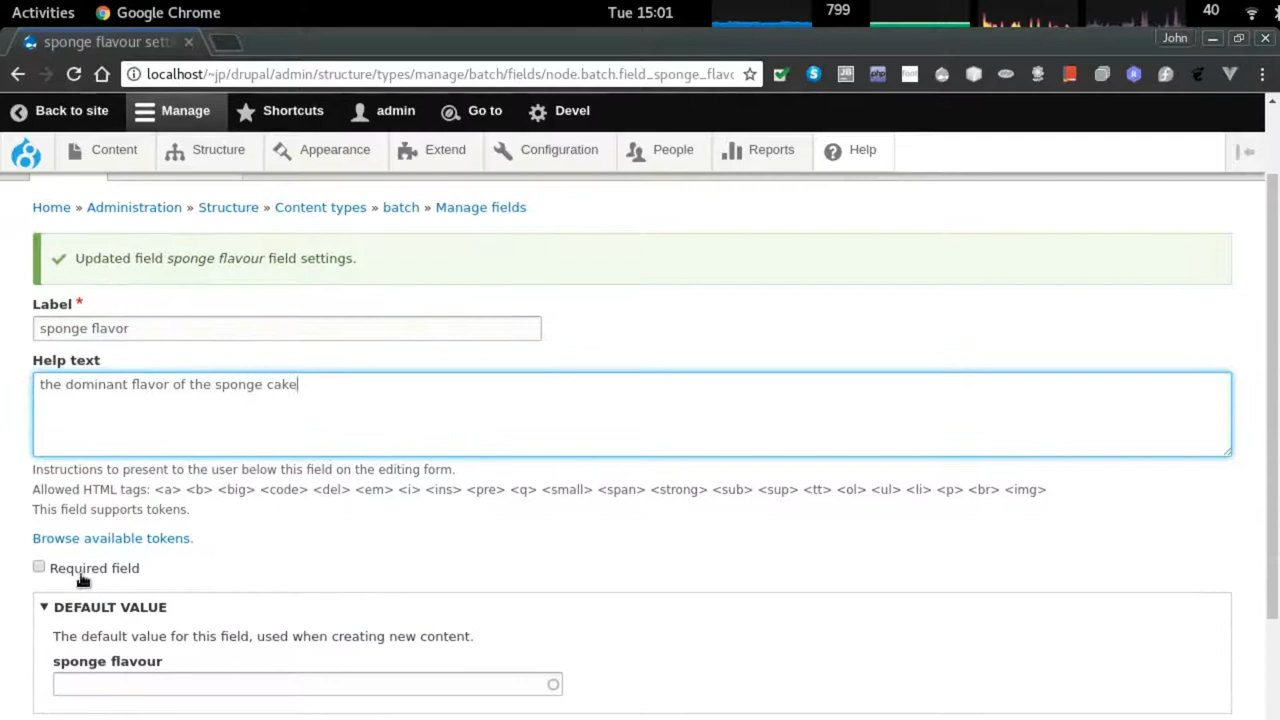 Activities Google Chrome Tue 15:01 799 40
sponge flavour sett John
localhost/~jp/drupal/admin/structure/types/manage/batch/fields/node.batch.field_sponge_flavo
Back to site Manage Shortcuts admin Go to Devel
Content Structure Appearance Extend Configuration People Reports Help
Home » Administration » Structure » Content types » batch » Manage fields
Updated field sponge flavour field settings.
Label *
sponge flavor
Help text
the dominant flavor of the sponge cake
Instructions to present to the user below this field on the editing form.
Allowed HTML tags: <a> <b> <big> <code> <del> <em> <i> <ins> <pre> <q> <small> <span> <strong> <sub> <sup> <tt> <ol> <ul> <li> <p> <br> <img>
This field supports tokens.
Browse available tokens.
Required field
DEFAULT VALUE
The default value for this field, used when creating new content.
sponge flavour